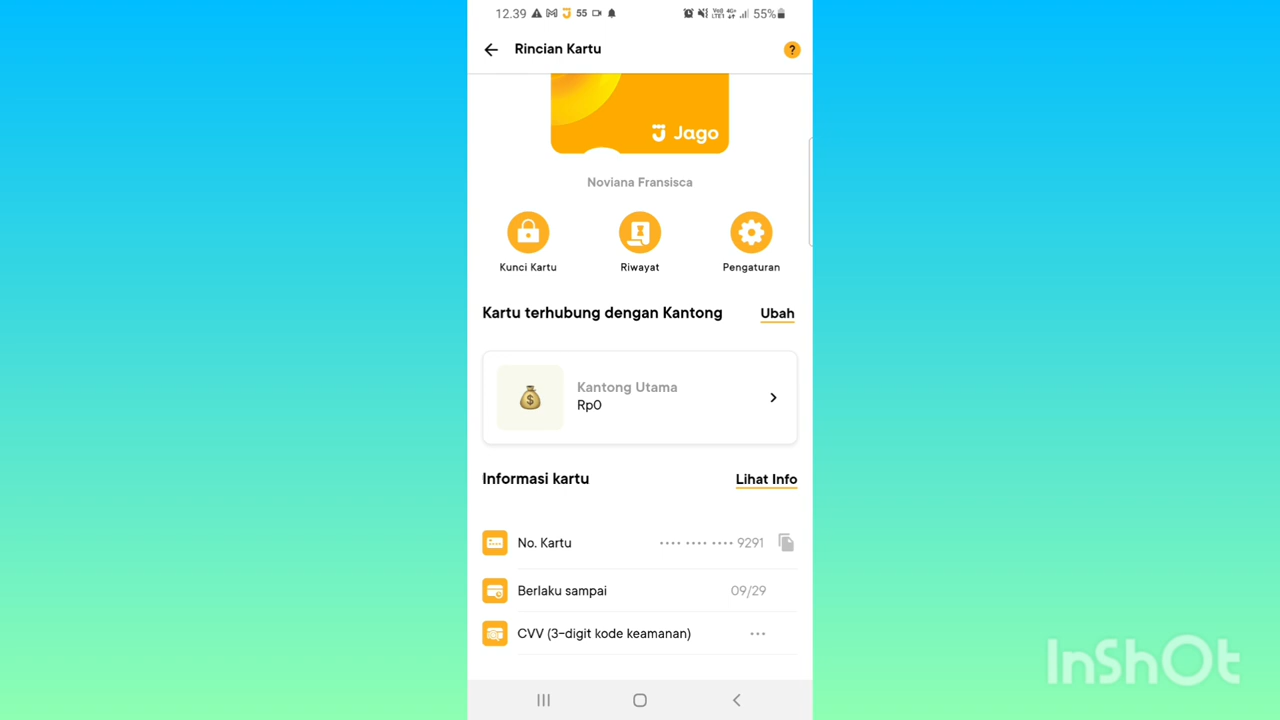 12.39 55 55%
Rincian Kartu ?
Jago
Noviana Fransisca
Kunci Kartu Riwayat Pengaturan
Kartu terhubung dengan Kantong Ubah
Kantong Utama
Rp0
Informasi kartu Lihat Info
No. Kartu •••• •••• •••• 9291
Berlaku sampai 09/29
CVV (3-digit kode keamanan) •••
InShOt